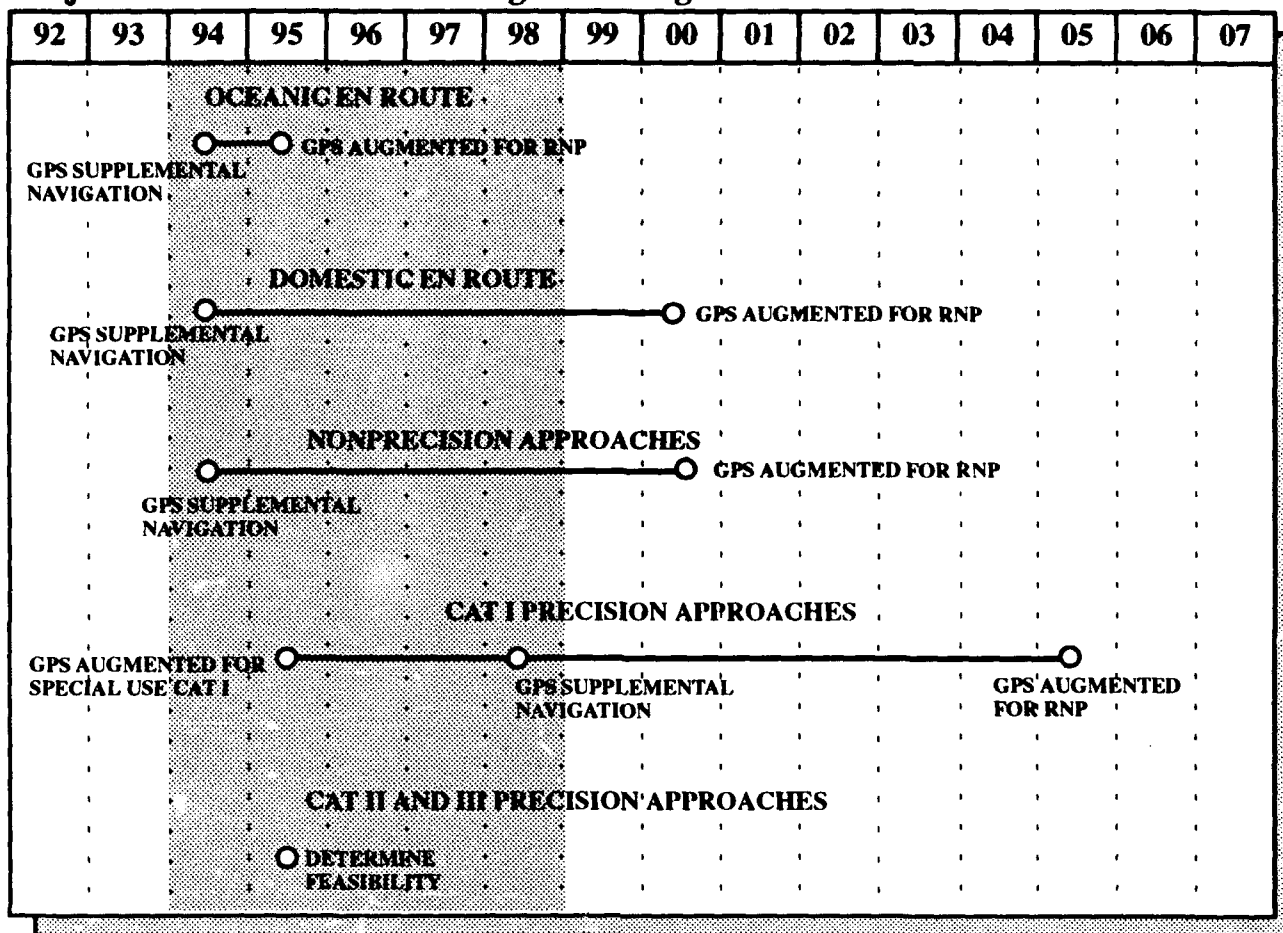 92 93 94 95 96 97 98 99 00 01 02 03 04 05 06 07
OCEANIC EN ROUTE
GPS AUGMENTED FOR RNP
GPS SUPPLEMENTAL
NAVIGATION
DOMESTIC EN ROUTE
GPS AUGMENTED FOR RNP
GPS SUPPLEMENTAL
NAVIGATION
NONPRECISION APPROACHES
GPS AUGMENTED FOR RNP
GPS SUPPLEMENTAL
NAVIGATION
CAT I PRECISION APPROACHES
GPS AUGMENTED FOR
SPECIAL USE CAT I
GPS SUPPLEMENTAL
NAVIGATION
GPS AUGMENTED
FOR RNP
CAT II AND III PRECISION APPROACHES
DETERMINE
FEASIBILITY